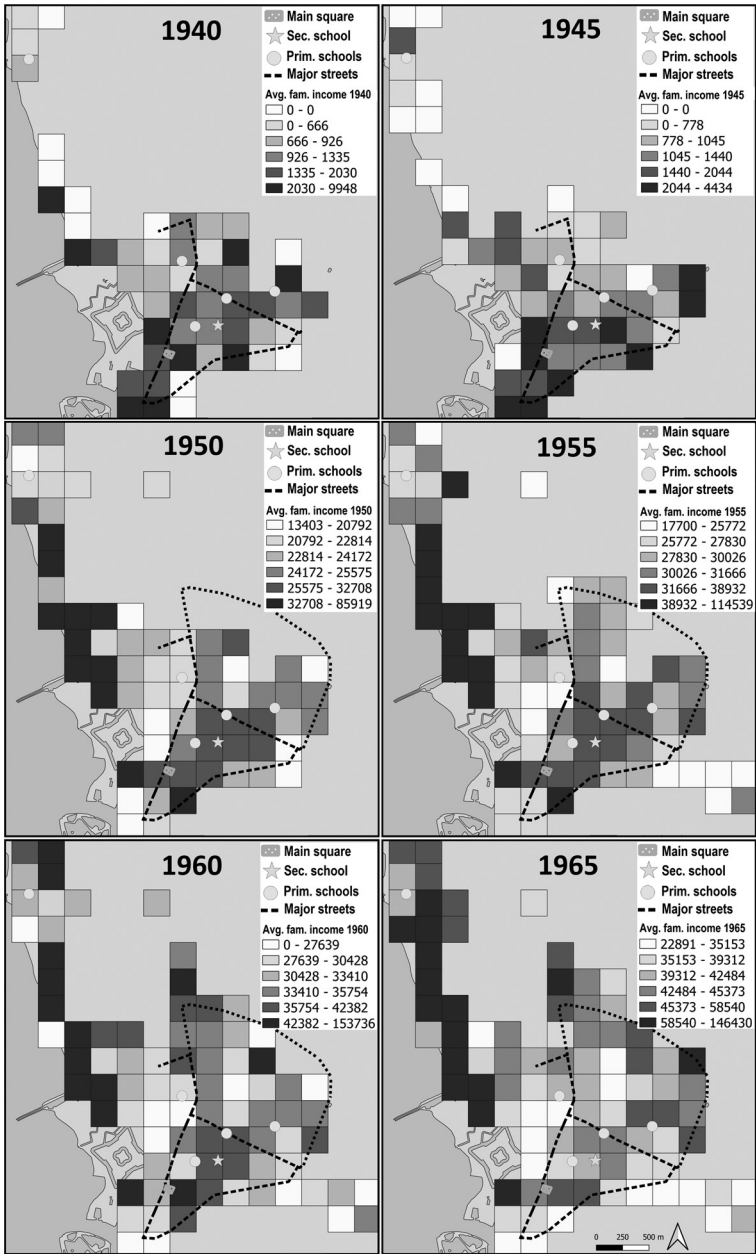 1940
Main square
Sec. school
Prim. schools
Major streets
Avg. fam. income 1940
0 - 0
0 - 666
666 - 926
926 - 1335
1335 - 2030
2030 - 9948
1945
Main square
Sec. school
Prim. schools
Major streets
Avg. fam. income 1945
0 - 0
0 - 778
778 - 1045
1045 - 1440
1440 - 2044
2044 - 4434
1950
Main square
Sec. school
Prim. schools
Major streets
Avg. fam. income 1950
13403 - 20792
20792 - 22814
22814 - 24172
24172 - 25575
25575 - 32708
32708 - 85919
1955
Main square
Sec. school
Prim. schools
Major streets
Avg. fam. income 1955
17700 - 25772
25772 - 27830
27830 - 30026
30026 - 31666
31666 - 38932
38932 - 114539
1960
Main square
Sec. school
Prim. schools
Major streets
Avg. fam. income 1960
0 - 27639
27639 - 30428
30428 - 33410
33410 - 35754
35754 - 42382
42382 - 153736
1965
Main square
Sec. school
Prim. schools
Major streets
Avg. fam. income 1965
22891 - 35153
35153 - 39312
39312 - 42484
42484 - 45373
45373 - 58540
58540 - 146430
0 250 500 m